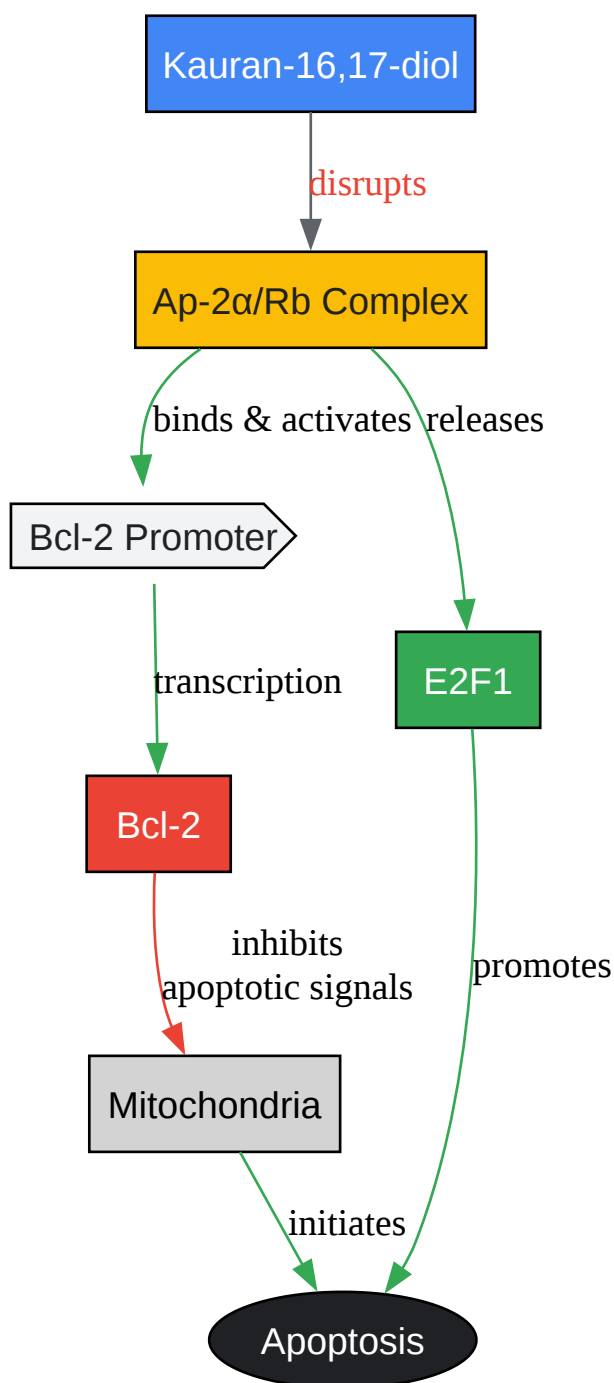 Kauran-16,17-diol
disrupts
Ap-2α/Rb Complex
binds & activates
releases
Bcl-2 Promoter
transcription
E2F1
Bcl-2
inhibits
apoptotic signals
promotes
Mitochondria
initiates
Apoptosis